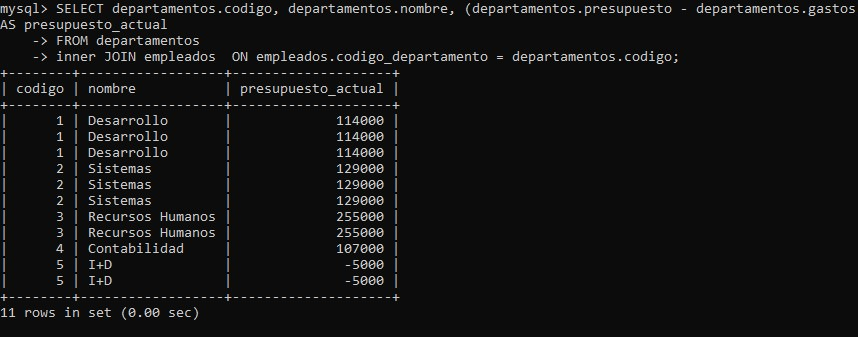 mysql> SELECT departamentos.codigo, departamentos.nombre, (departamentos.presupuesto - departamentos.gastos
AS presupuesto_actual
    -> FROM departamentos
    -> inner JOIN empleados  ON empleados.codigo_departamento = departamentos.codigo;
+--------+------------------+--------------------+
| codigo | nombre           | presupuesto_actual |
+--------+------------------+--------------------+
|      1 | Desarrollo       |             114000 |
|      1 | Desarrollo       |             114000 |
|      1 | Desarrollo       |             114000 |
|      2 | Sistemas         |             129000 |
|      2 | Sistemas         |             129000 |
|      2 | Sistemas         |             129000 |
|      3 | Recursos Humanos |             255000 |
|      3 | Recursos Humanos |             255000 |
|      4 | Contabilidad     |             107000 |
|      5 | I+D              |              -5000 |
|      5 | I+D              |              -5000 |
+--------+------------------+--------------------+
11 rows in set (0.00 sec)